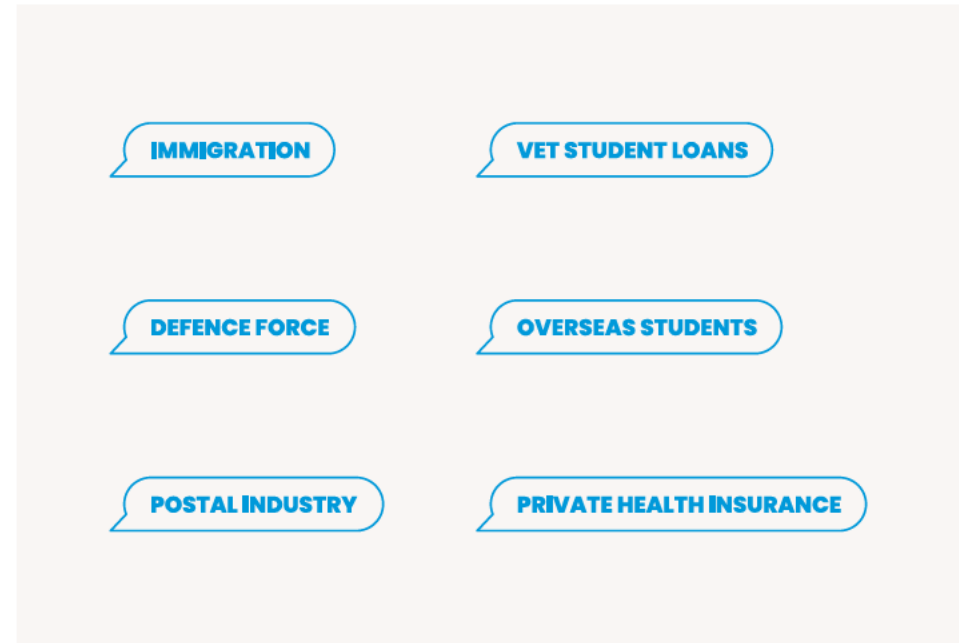 IMMIGRATION
VET STUDENT LOANS
DEFENCE FORCE
OVERSEAS STUDENTS
POSTAL INDUSTRY
PRIVATE HEALTH INSURANCE